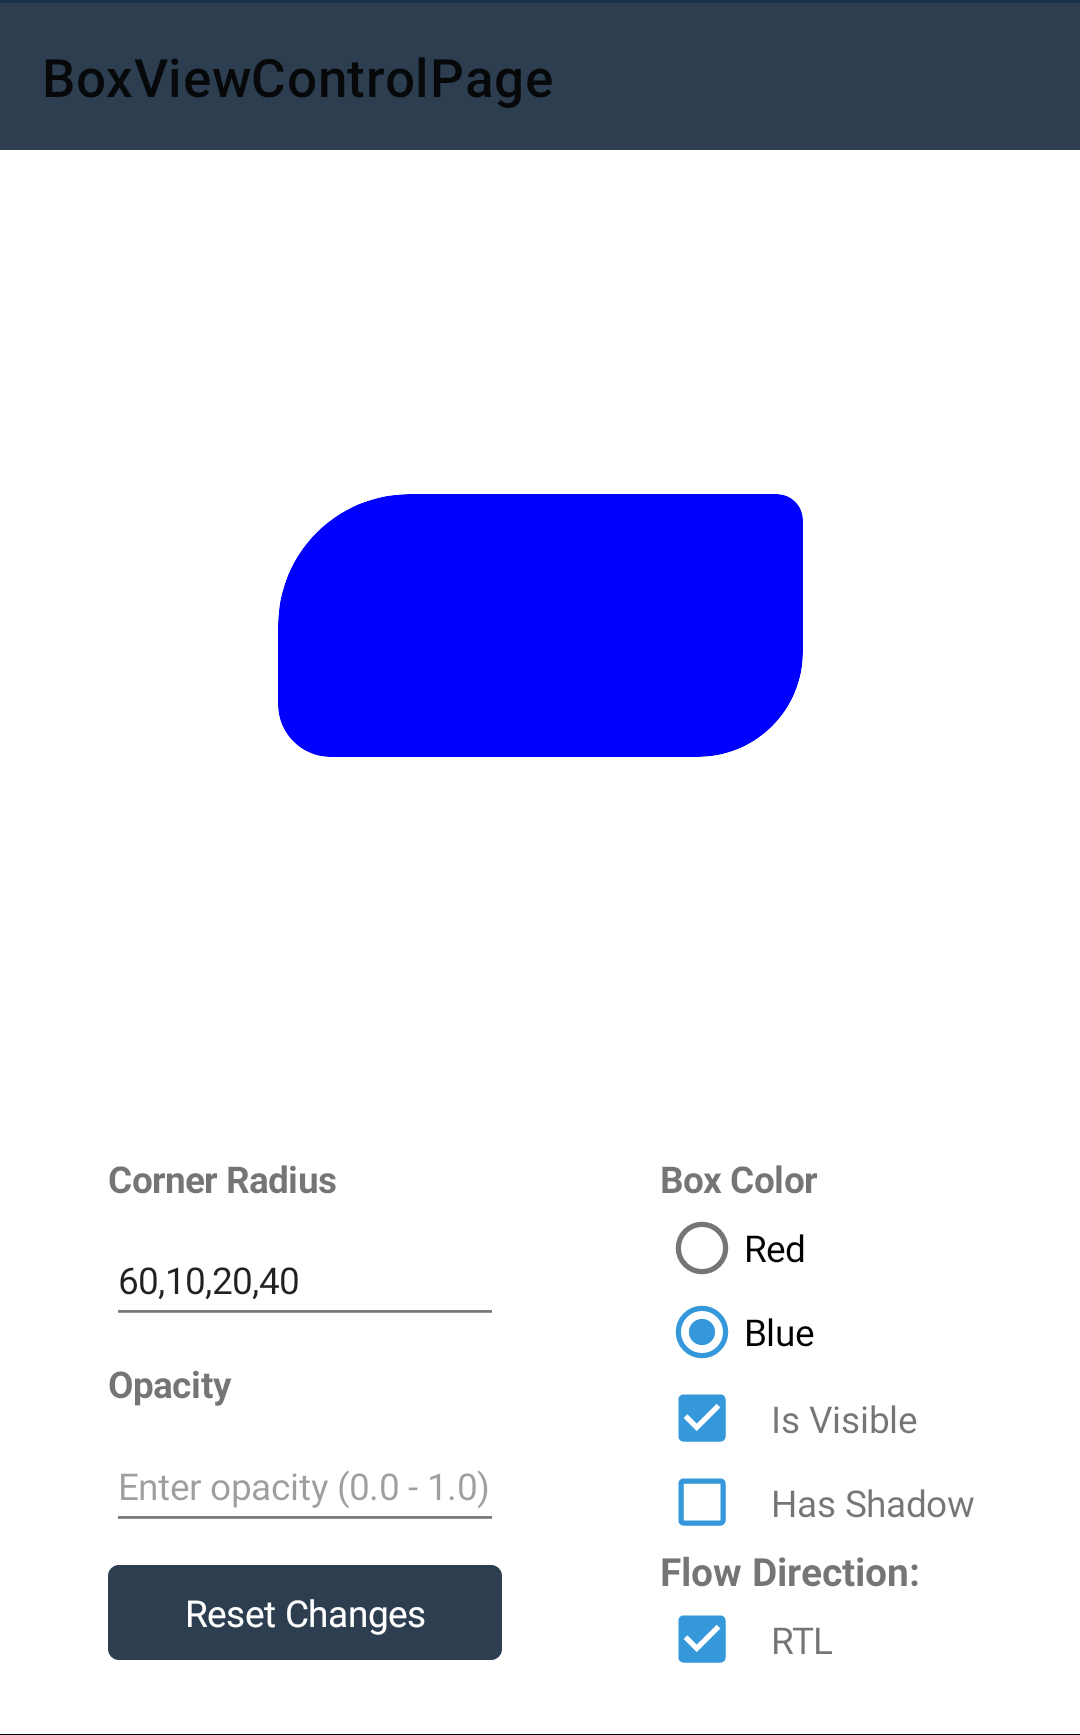 BoxViewControlPage
Corner Radius
60,10,20,40
Opacity
Enter opacity (0.0 - 1.0)
Reset Changes
Box Color
Red
Blue
Is Visible
Has Shadow
Flow Direction:
RTL